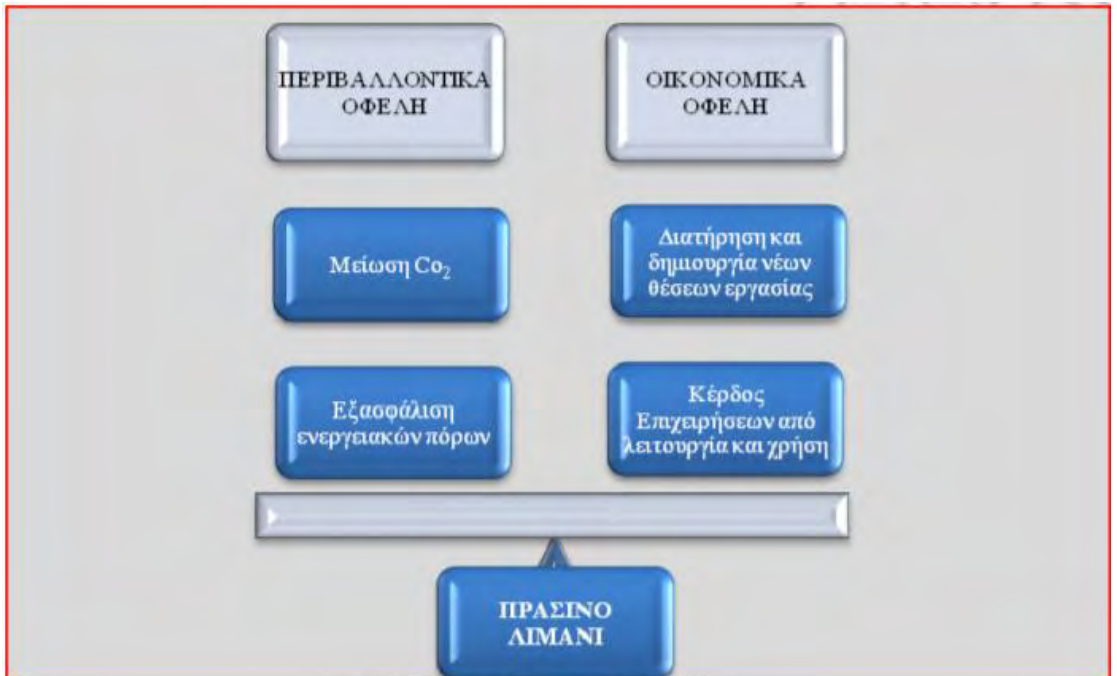 ΠΕΡΙΒΑΛΛΟΝΤΙΚΑ
ΟΦΕΛΗ
ΟΙΚΟΝΟΜΙΚΑ
ΟΦΕΛΗ
Μείωση Co₂
Διατήρηση και
δημιουργία νέων
θέσεων εργασίας
Εξασφάλιση
ενεργειακών πόρων
Κέρδος
Επιχειρήσεων από
λειτουργία και χρήση
ΠΡΑΣΙΝΟ
ΛΙΜΑΝΙ